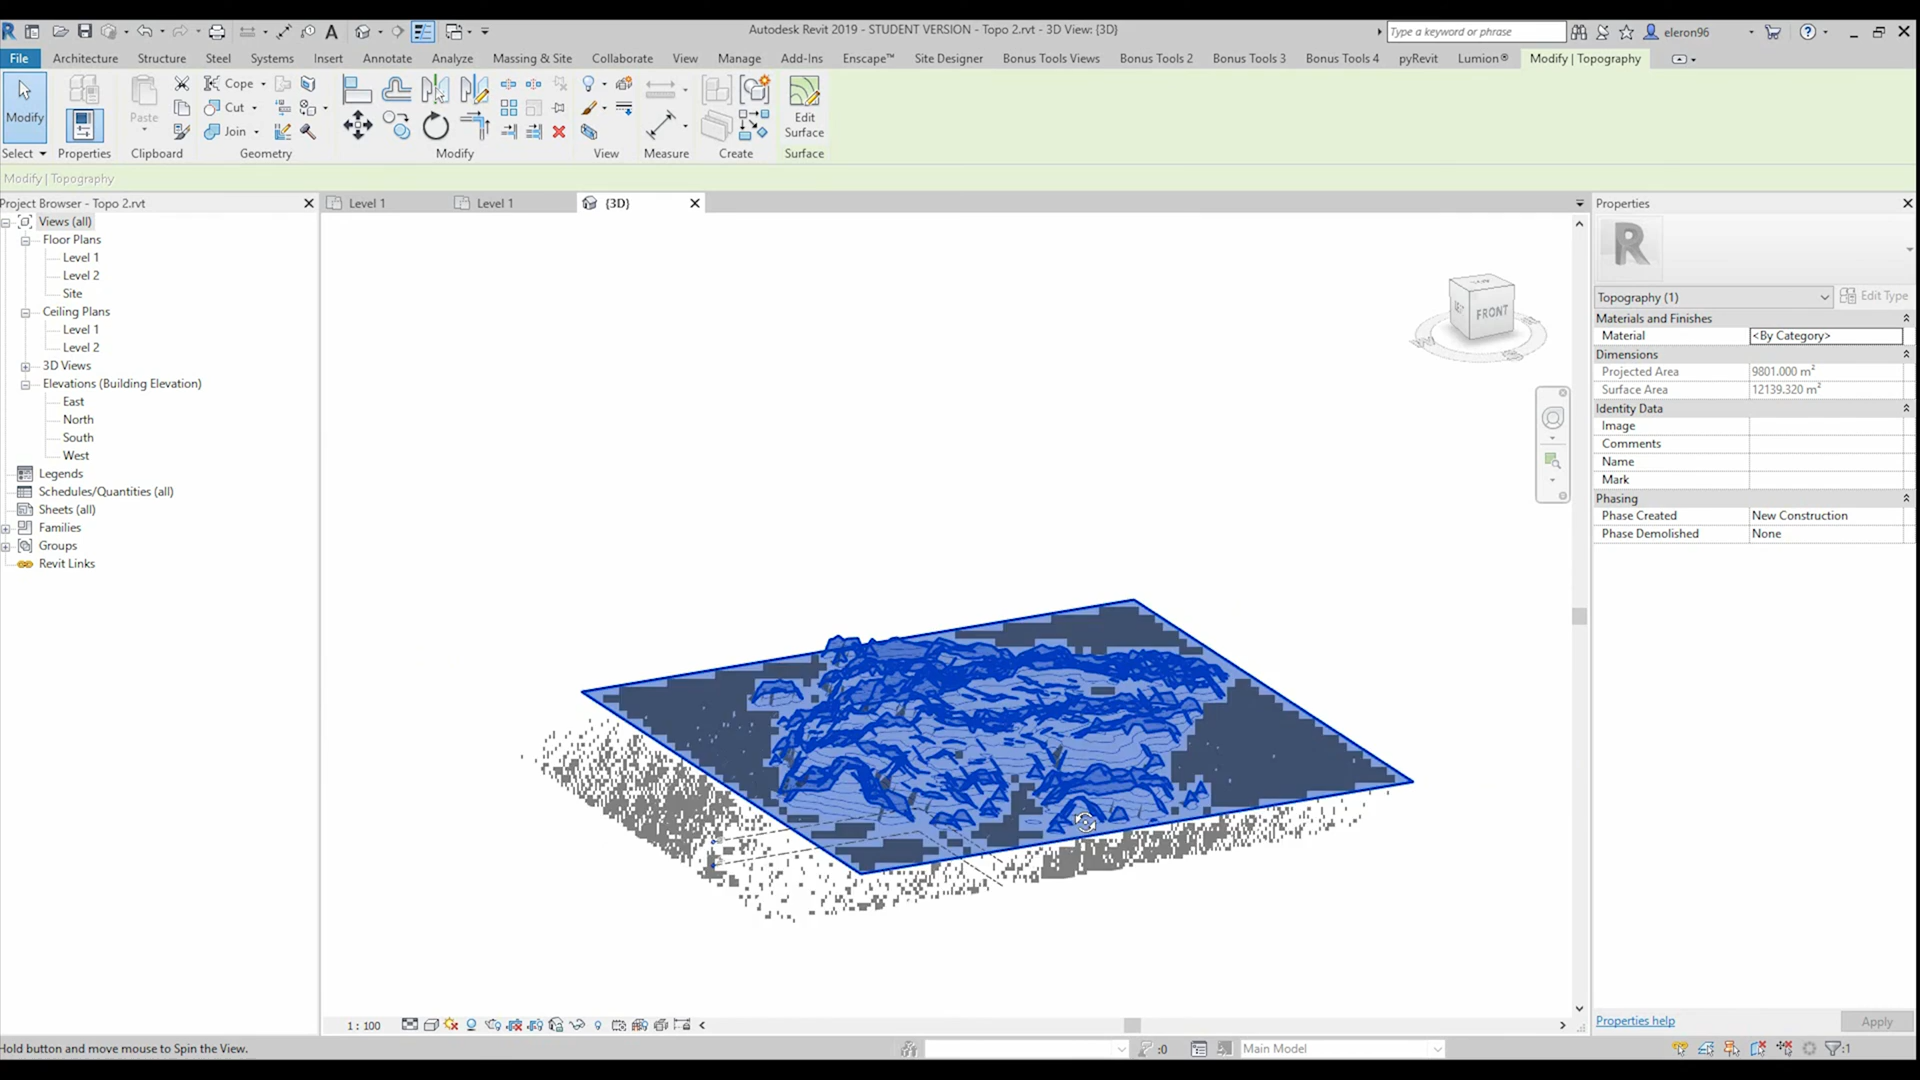 Autodesk Revit 2019 - STUDENT VERSION - Topo 2.rvt - 3D View: {3D}
Type a keyword or phrase
eleron96
File
Architecture
Structure
Steel
Systems
Insert
Annotate
Analyze
Massing & Site
Collaborate
View
Manage
Add-Ins
Enscape™
Site Designer
Bonus Tools Views
Bonus Tools 2
Bonus Tools 3
Bonus Tools 4
pyRevit
Lumion®
Modify | Topography
Modify
Paste
Cope
Cut
Join
Edit
Surface
Select
Properties
Clipboard
Geometry
Modify
View
Measure
Create
Surface
Modify | Topography
Project Browser - Topo 2.rvt
Level 1
Level 1
{3D}
Properties
Views (all)
Floor Plans
Level 1
Level 2
Site
Ceiling Plans
Level 1
Level 2
3D Views
Elevations (Building Elevation)
East
North
South
West
Legends
Schedules/Quantities (all)
Sheets (all)
Families
Groups
Revit Links
FRONT
R
Topography (1)
Edit Type
Materials and Finishes
Material
<By Category>
Dimensions
Projected Area
9801.000 m²
Surface Area
12139.320 m²
Identity Data
Image
Comments
Name
Mark
Phasing
Phase Created
New Construction
Phase Demolished
None
Properties help
Apply
1 : 100
Hold button and move mouse to Spin the View.
:0
Main Model
:1